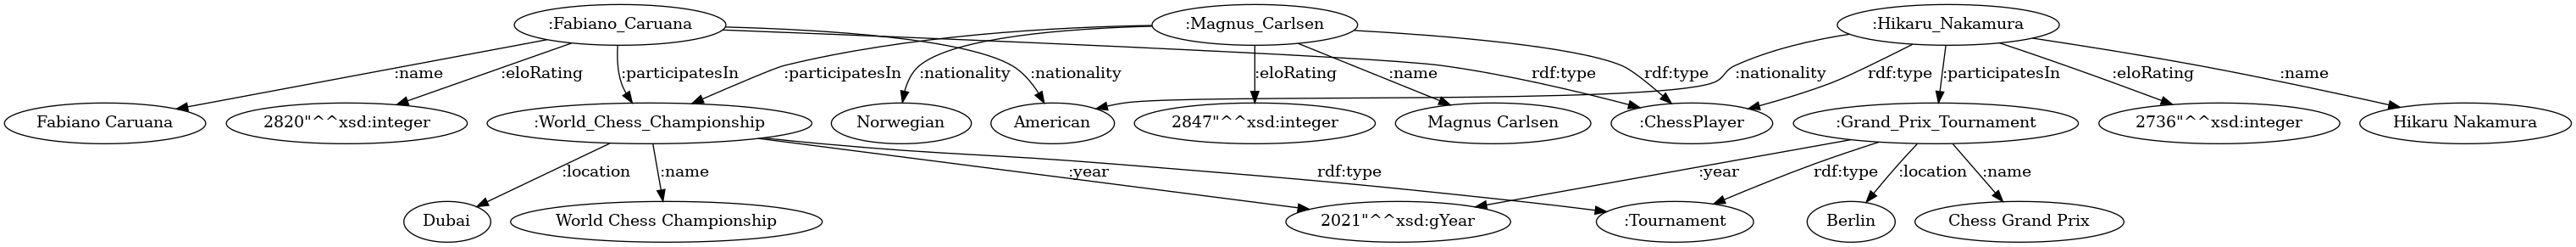 :Fabiano_Caruana
:Magnus_Carlsen
:Hikaru_Nakamura
:name
:eloRating
:participatesIn
:participatesIn
:nationality
:nationality
:eloRating
:name
rdf:type
rdf:type
:nationality
rdf:type
:participatesIn
:eloRating
:name
Fabiano Caruana
2820"^^xsd:integer
:World_Chess_Championship
Norwegian
American
2847"^^xsd:integer
Magnus Carlsen
:ChessPlayer
:Grand_Prix_Tournament
2736"^^xsd:integer
Hikaru Nakamura
:location
:name
:year
rdf:type
:year
rdf:type
:location
:name
Dubai
World Chess Championship
2021"^^xsd:gYear
:Tournament
Berlin
Chess Grand Prix